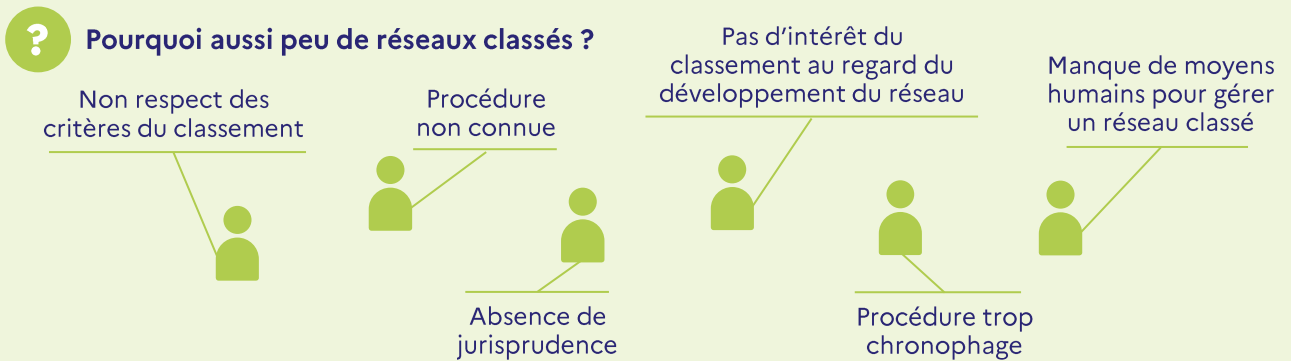 ?
Pourquoi aussi peu de réseaux classés ?
Non respect des
critères du classement
Procédure
non connue
Pas d'intérêt du
classement au regard du
développement du réseau
Manque de moyens
humains pour gérer
un réseau classé
Absence de
jurisprudence
Procédure trop
chronophage